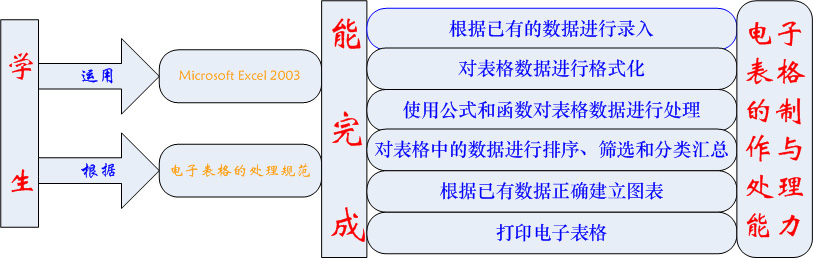 学生
运用
Microsoft Excel 2003
根据
电子表格的处理规范
能完成
根据已有的数据进行录入
对表格数据进行格式化
使用公式和函数对表格数据进行处理
对表格中的数据进行排序、筛选和分类汇总
根据已有数据正确建立图表
打印电子表格
电子
表格
的制
作与
处理
能力